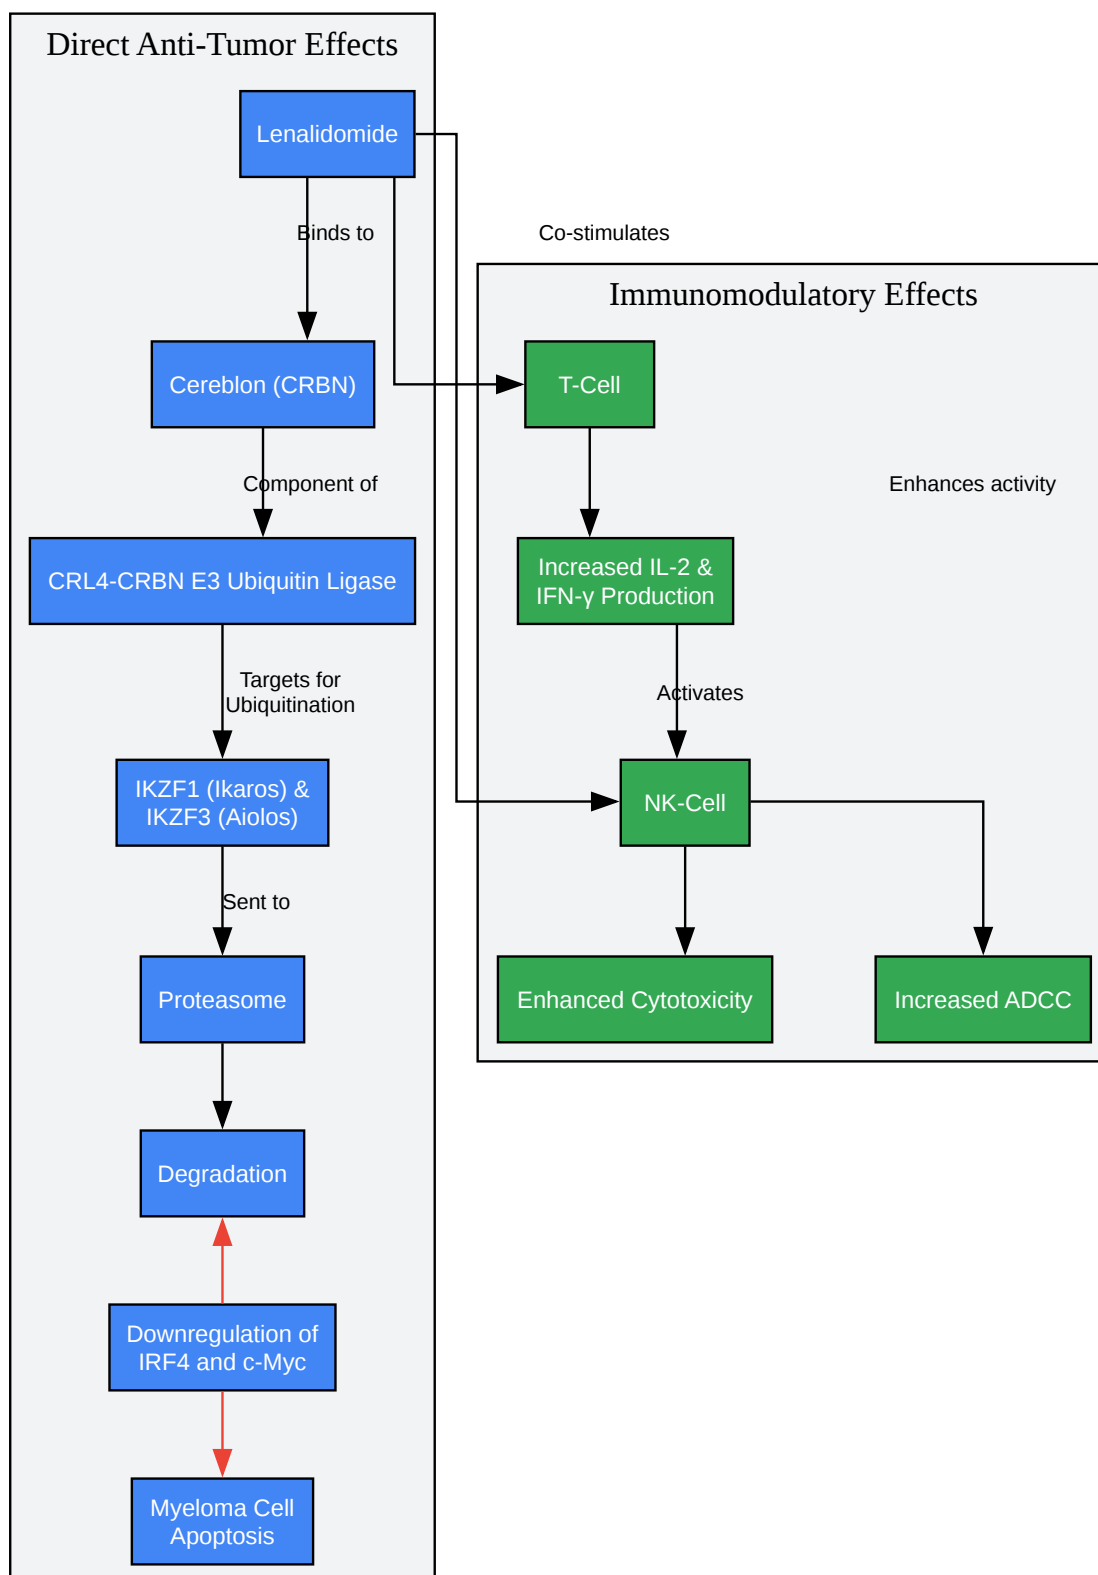 Direct Anti-Tumor Effects
Lenalidomide
Binds to
Co-stimulates
Immunomodulatory Effects
Cereblon (CRBN)
T-Cell
Component of
Enhances activity
CRL4-CRBN E3 Ubiquitin Ligase
Increased IL-2 &
IFN-γ Production
Targets for
Ubiquitination
Activates
IKZF1 (Ikaros) &
IKZF3 (Aiolos)
NK-Cell
Sent to
Proteasome
Enhanced Cytotoxicity
Increased ADCC
Degradation
Downregulation of
IRF4 and c-Myc
Myeloma Cell
Apoptosis